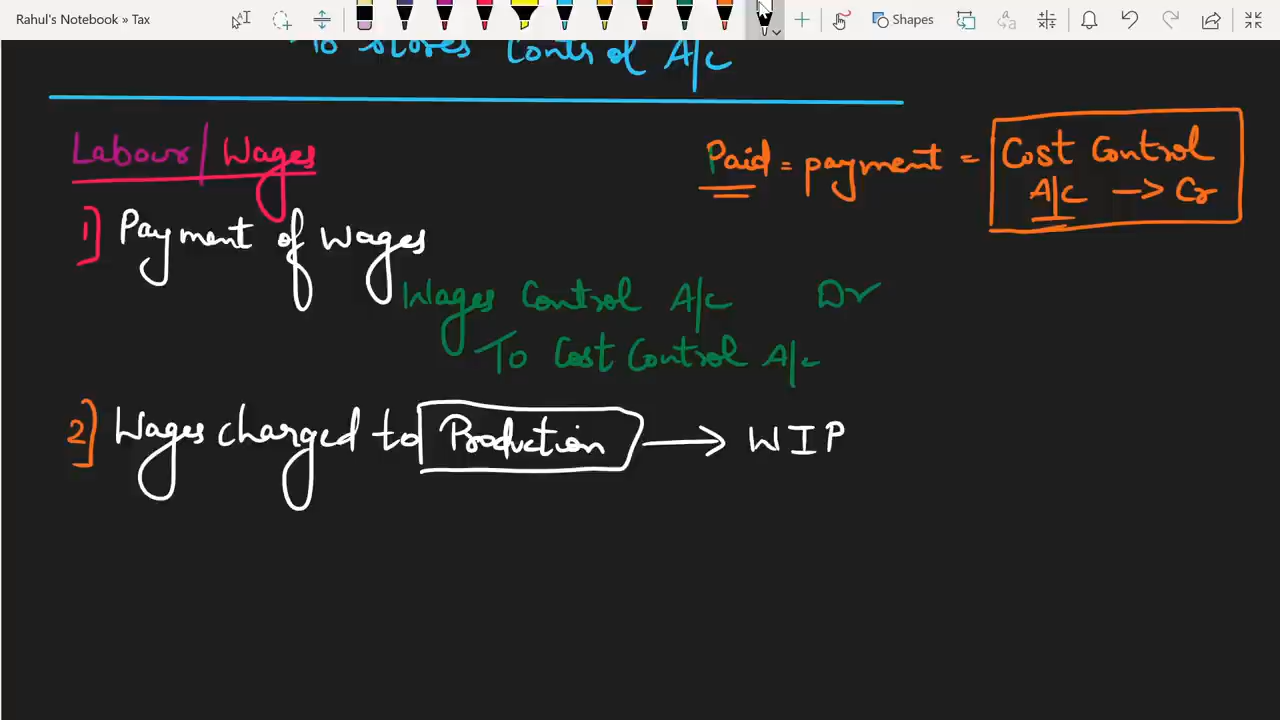 Rahul's Notebook » Tax
Shapes
To Stores Control A/c
Labour/Wages
Paid = payment = Cost Control
A/c → Cr
1] Payment of Wages
Wages Control A/c Dr
To Cost Control A/c
2] Wages charged to Production → WIP